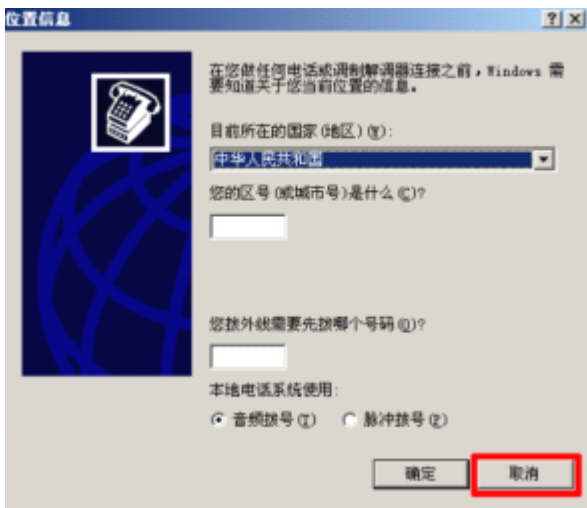 位置信息
在您做任何电话或调制解调器连接之前，Windows 需
要知道关于您当前位置的信息。
目前所在的国家(地区)(W):
中华人民共和国
您的区号(或城市号)是什么(C)?
您拨外线需要先拨哪个号码(O)?
本地电话系统使用:
音频拨号(T) 脉冲拨号(P)
确定 取消